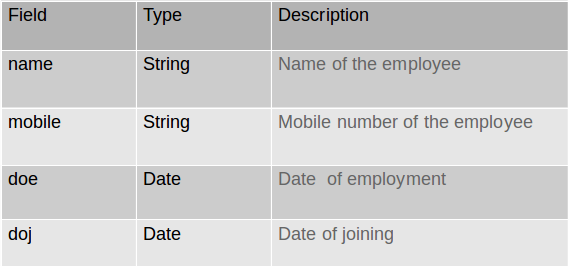 Field Type Description
name String Name of the employee
mobile String Mobile number of the employee
doe Date Date  of employment
doj Date Date of joining